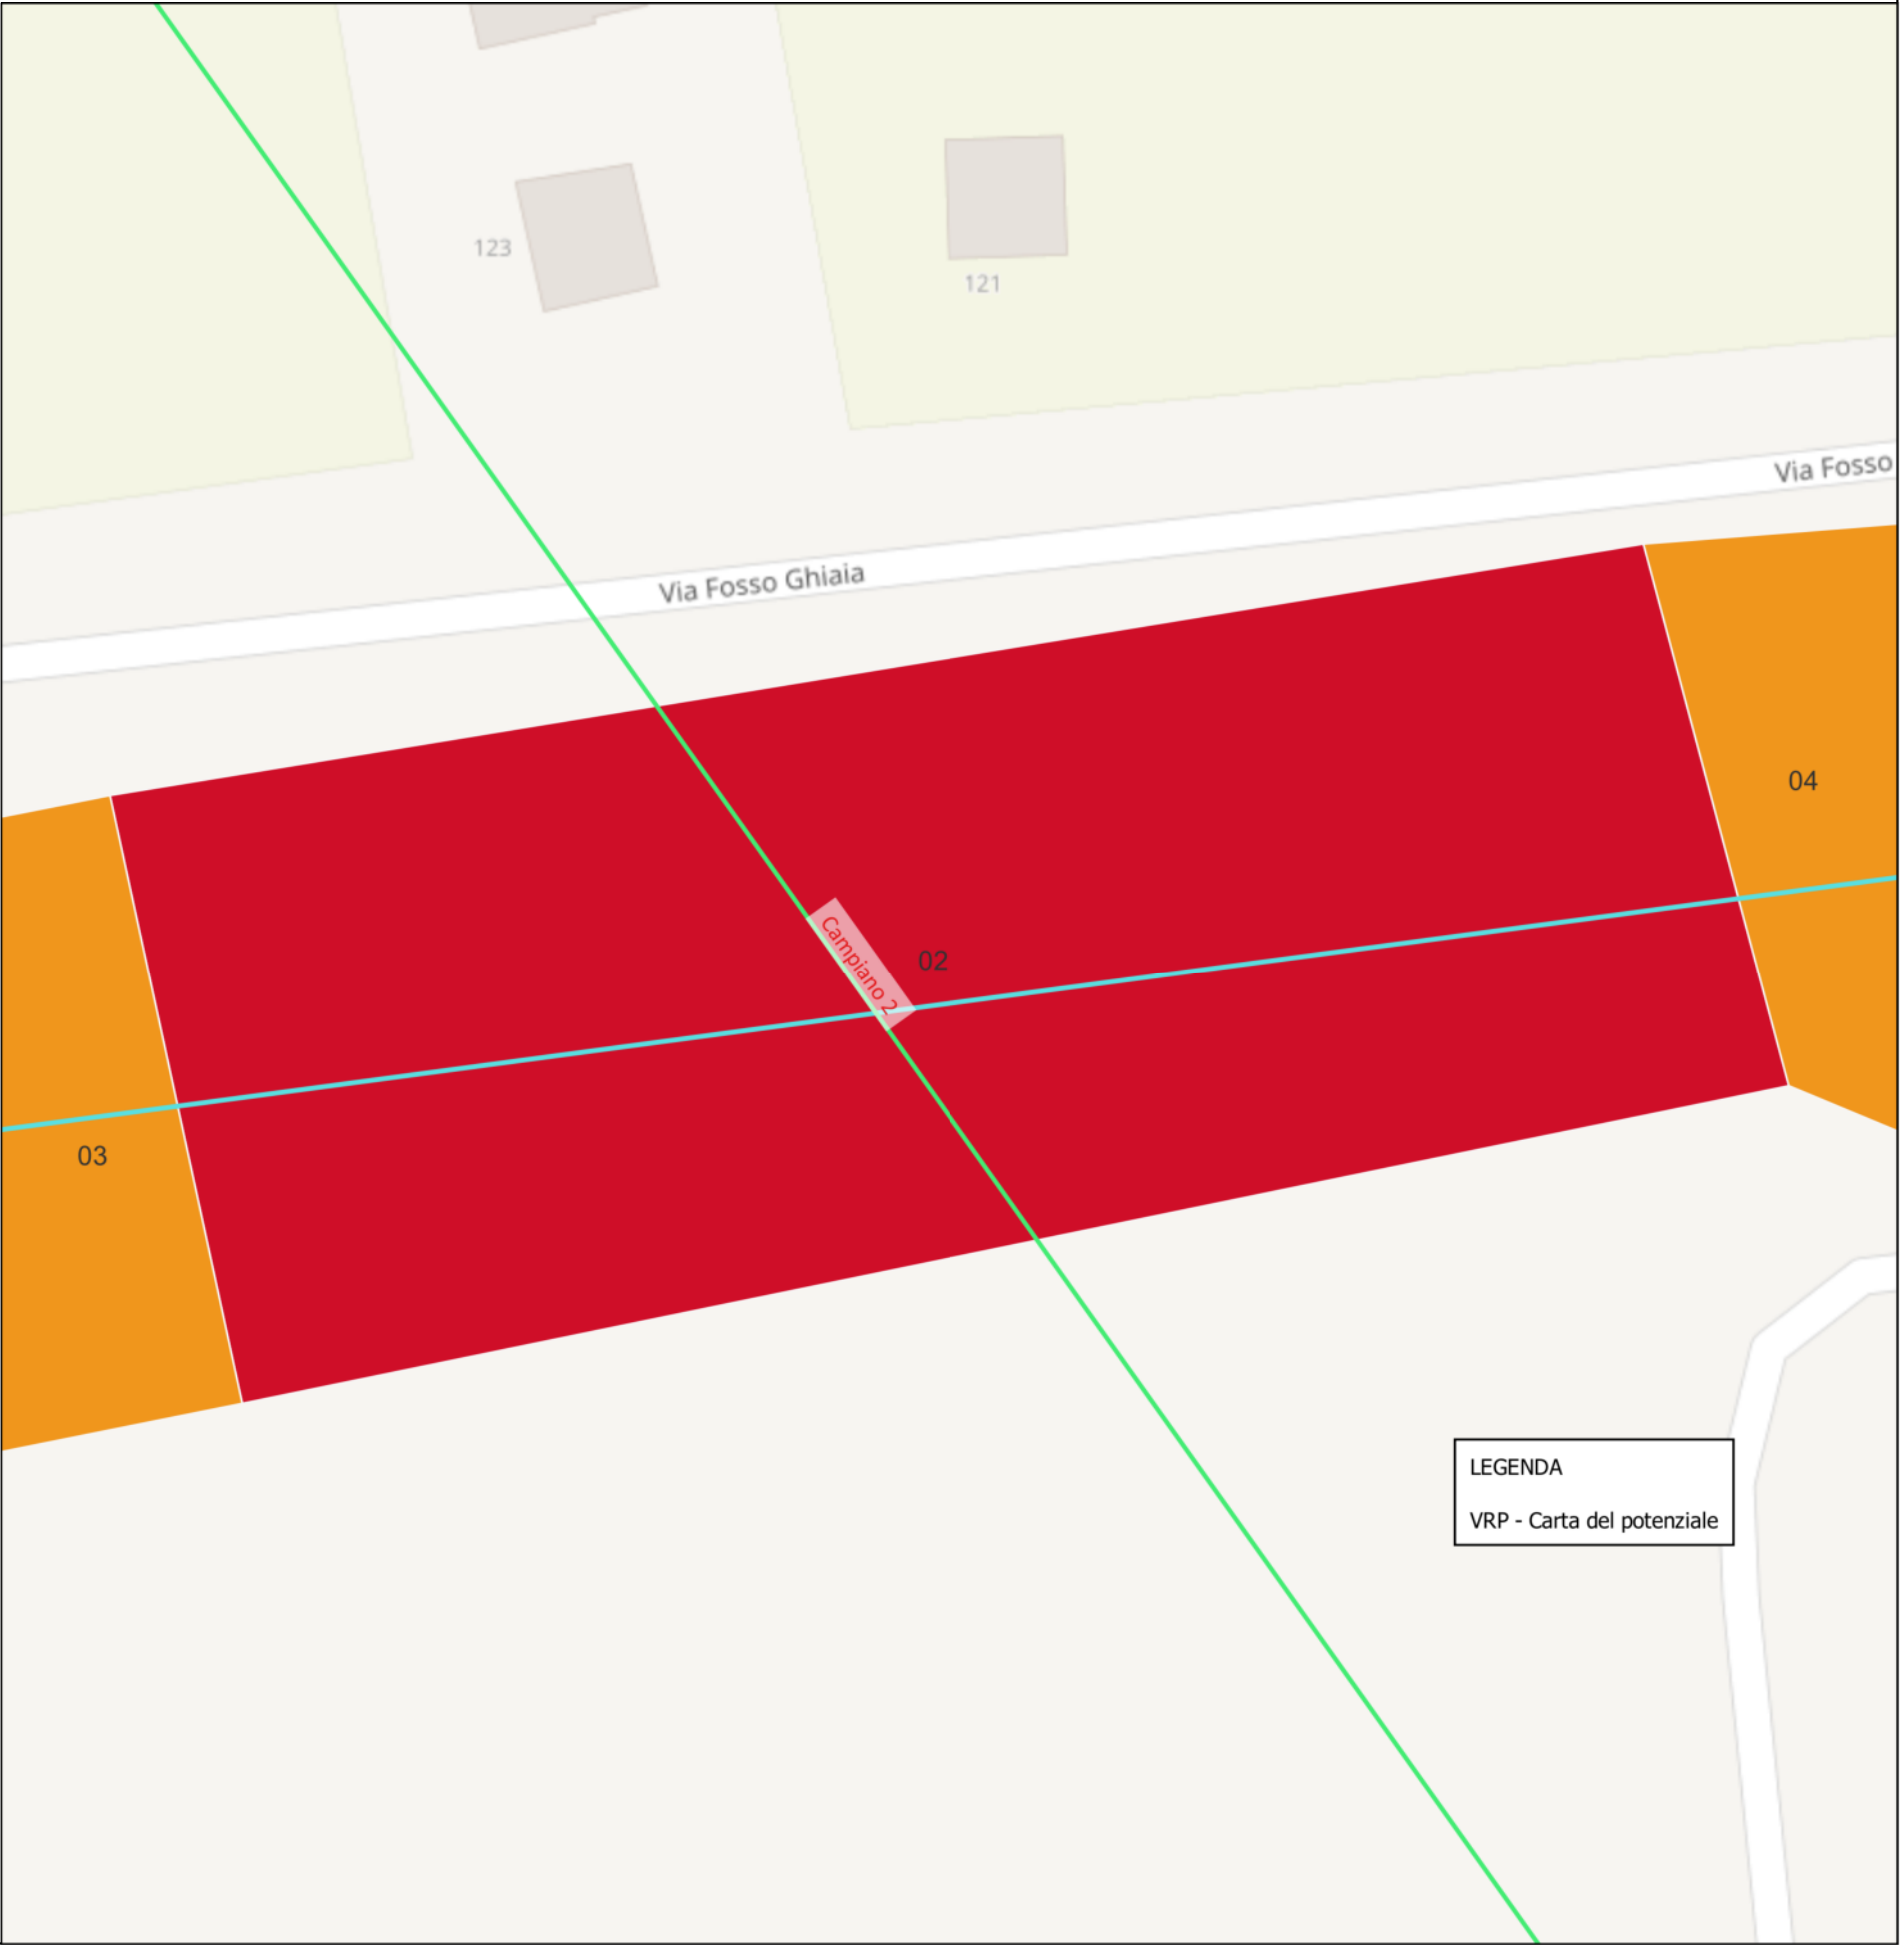 123
121
Via Fosso
Via Fosso Ghiaia
04
Campiano 2
02
03
LEGENDA
VRP - Carta del potenziale